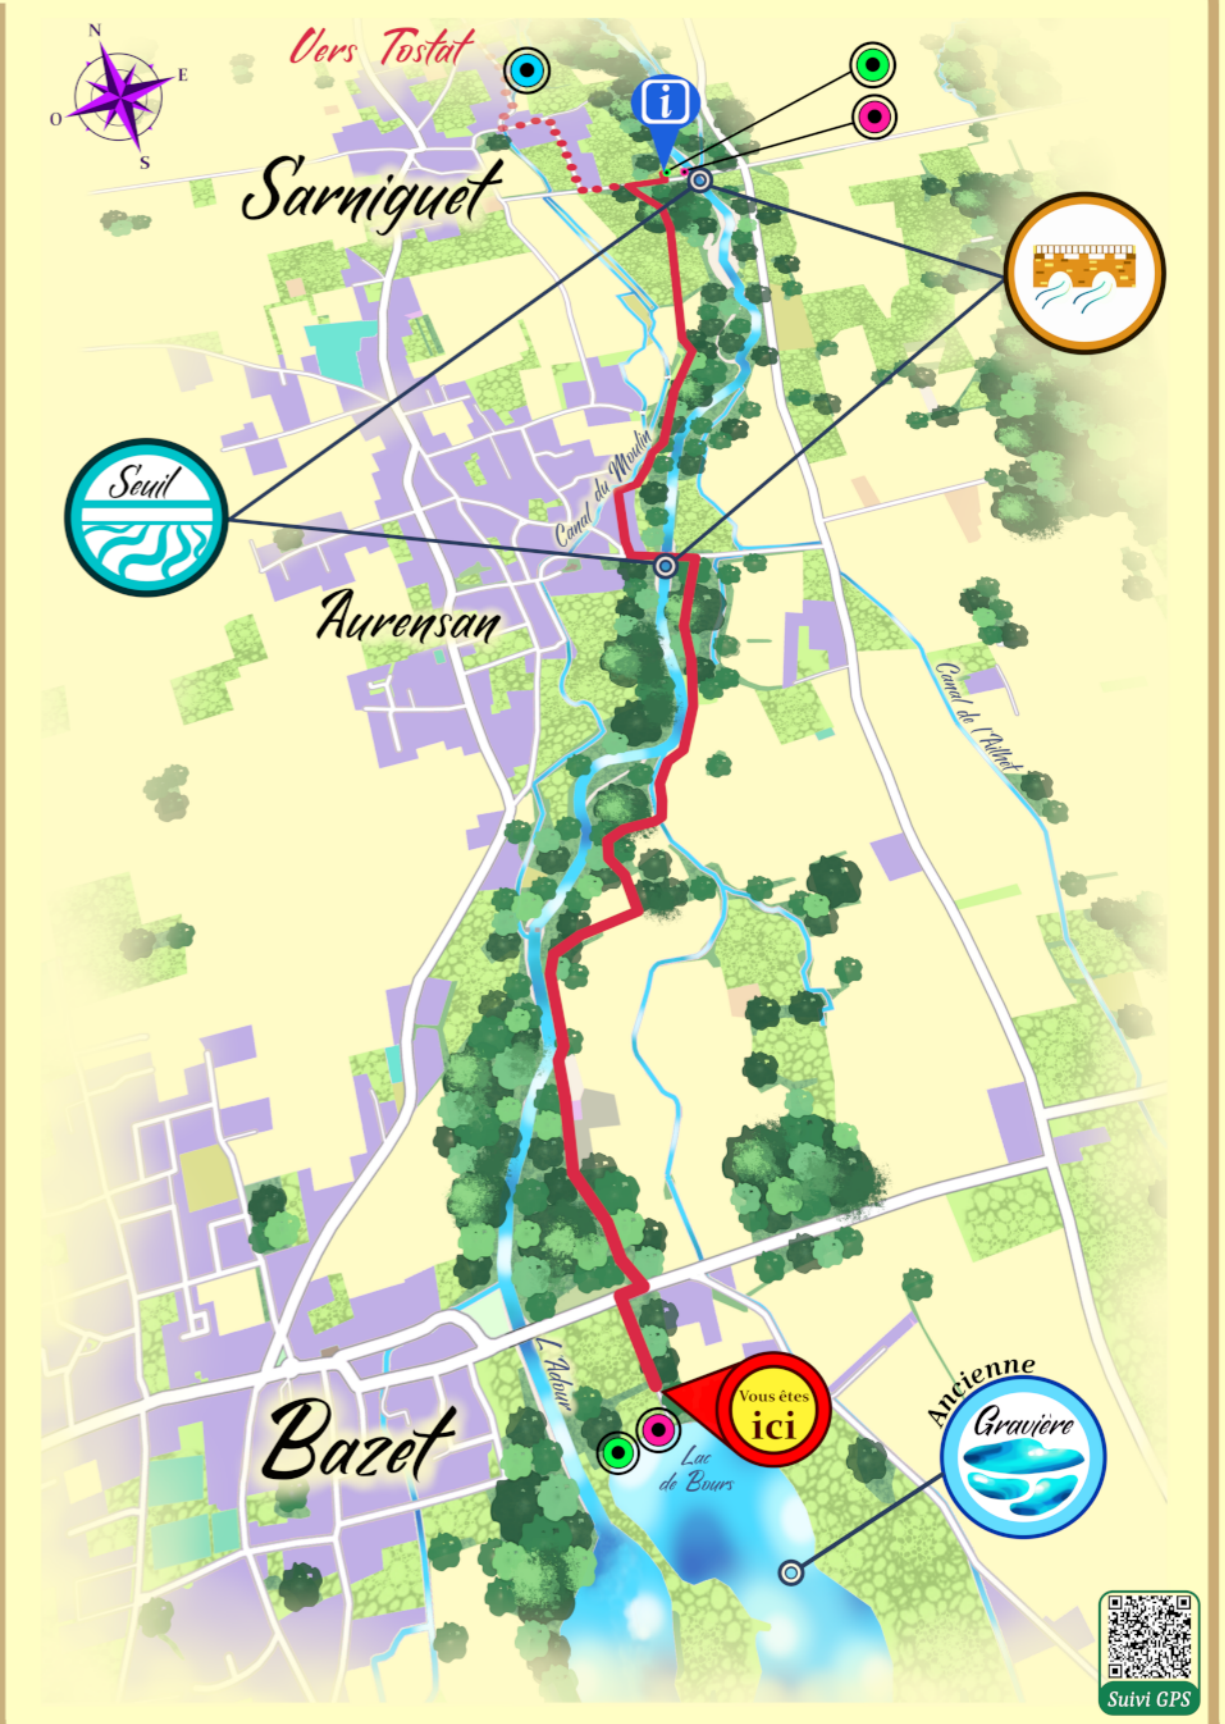 N
E
O
S
Vers Tostat
i
Sarniguet
Seuil
Canal du Moulin
Aurensan
Canal de l'Ailhet
Bazet
L'Adour
Vous êtes
ici
Lac
de Bours
Ancienne
Gravière
Suivi GPS